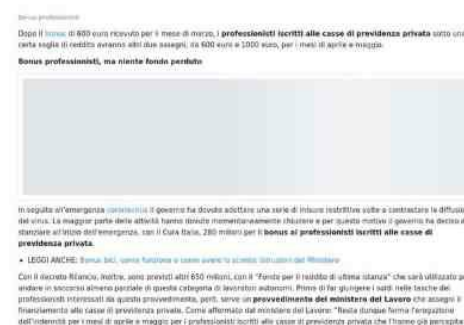 Bonus professionisti
Dopo il bonus di 600 euro ricevuto per il mese di marzo, i professionisti iscritti alle casse di previdenza privata sotto una
certa soglia di reddito avranno altri due assegni, da 600 euro e 1000 euro, per i mesi di aprile e maggio.
Bonus professionisti, ma niente fondo perduto
In seguito all'emergenza coronavirus il governo ha dovuto adottare una serie di misure restrittive volte a contrastare la diffusio
del virus. La maggior parte delle attività hanno dovuto momentaneamente chiudere e per questo motivo il governo ha deciso d
stanziare all'inizio dell'emergenza, con il Cura Italia, 280 milioni per il bonus ai professionisti iscritti alle casse di
previdenza privata.
• LEGGI ANCHE: Bonus bici, come funziona e come avere lo sconto: istruzioni del Ministero
Con il decreto Rilancio, inoltre, sono previsti altri 650 milioni, con il "Fondo per il reddito di ultima istanza" che sarà utilizzato pe
andare in soccorso almeno parziale di questa categoria di lavoratori autonomi. Prima di far giungere i soldi nelle tasche dei
professionisti interessati da questo provvedimento, però, serve un provvedimento del ministero del Lavoro che assegni il
finanziamento alle casse di previdenza private. Come affermato dal ministero del Lavoro: "Resta dunque ferma l'erogazione
dell'indennità per i mesi di aprile e maggio per i professionisti iscritti alle casse di previdenza privata che l'hanno già percepita